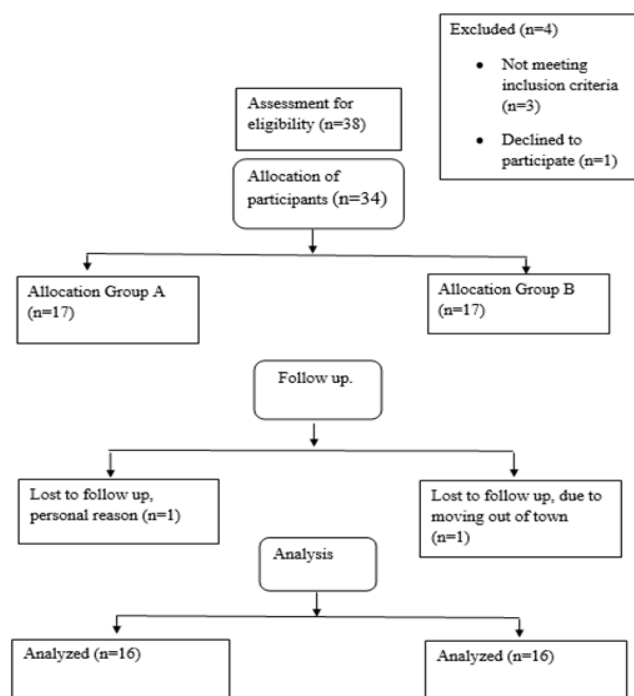 Excluded (n=4)
• Not meeting
inclusion criteria
(n=3)
• Declined to
participate (n=1)
Assessment for
eligibility (n=38)
Allocation of
participants (n=34)
Allocation Group A
(n=17)
Allocation Group B
(n=17)
Follow up.
Lost to follow up,
personal reason (n=1)
Lost to follow up, due to
moving out of town
(n=1)
Analysis
Analyzed (n=16)
Analyzed (n=16)